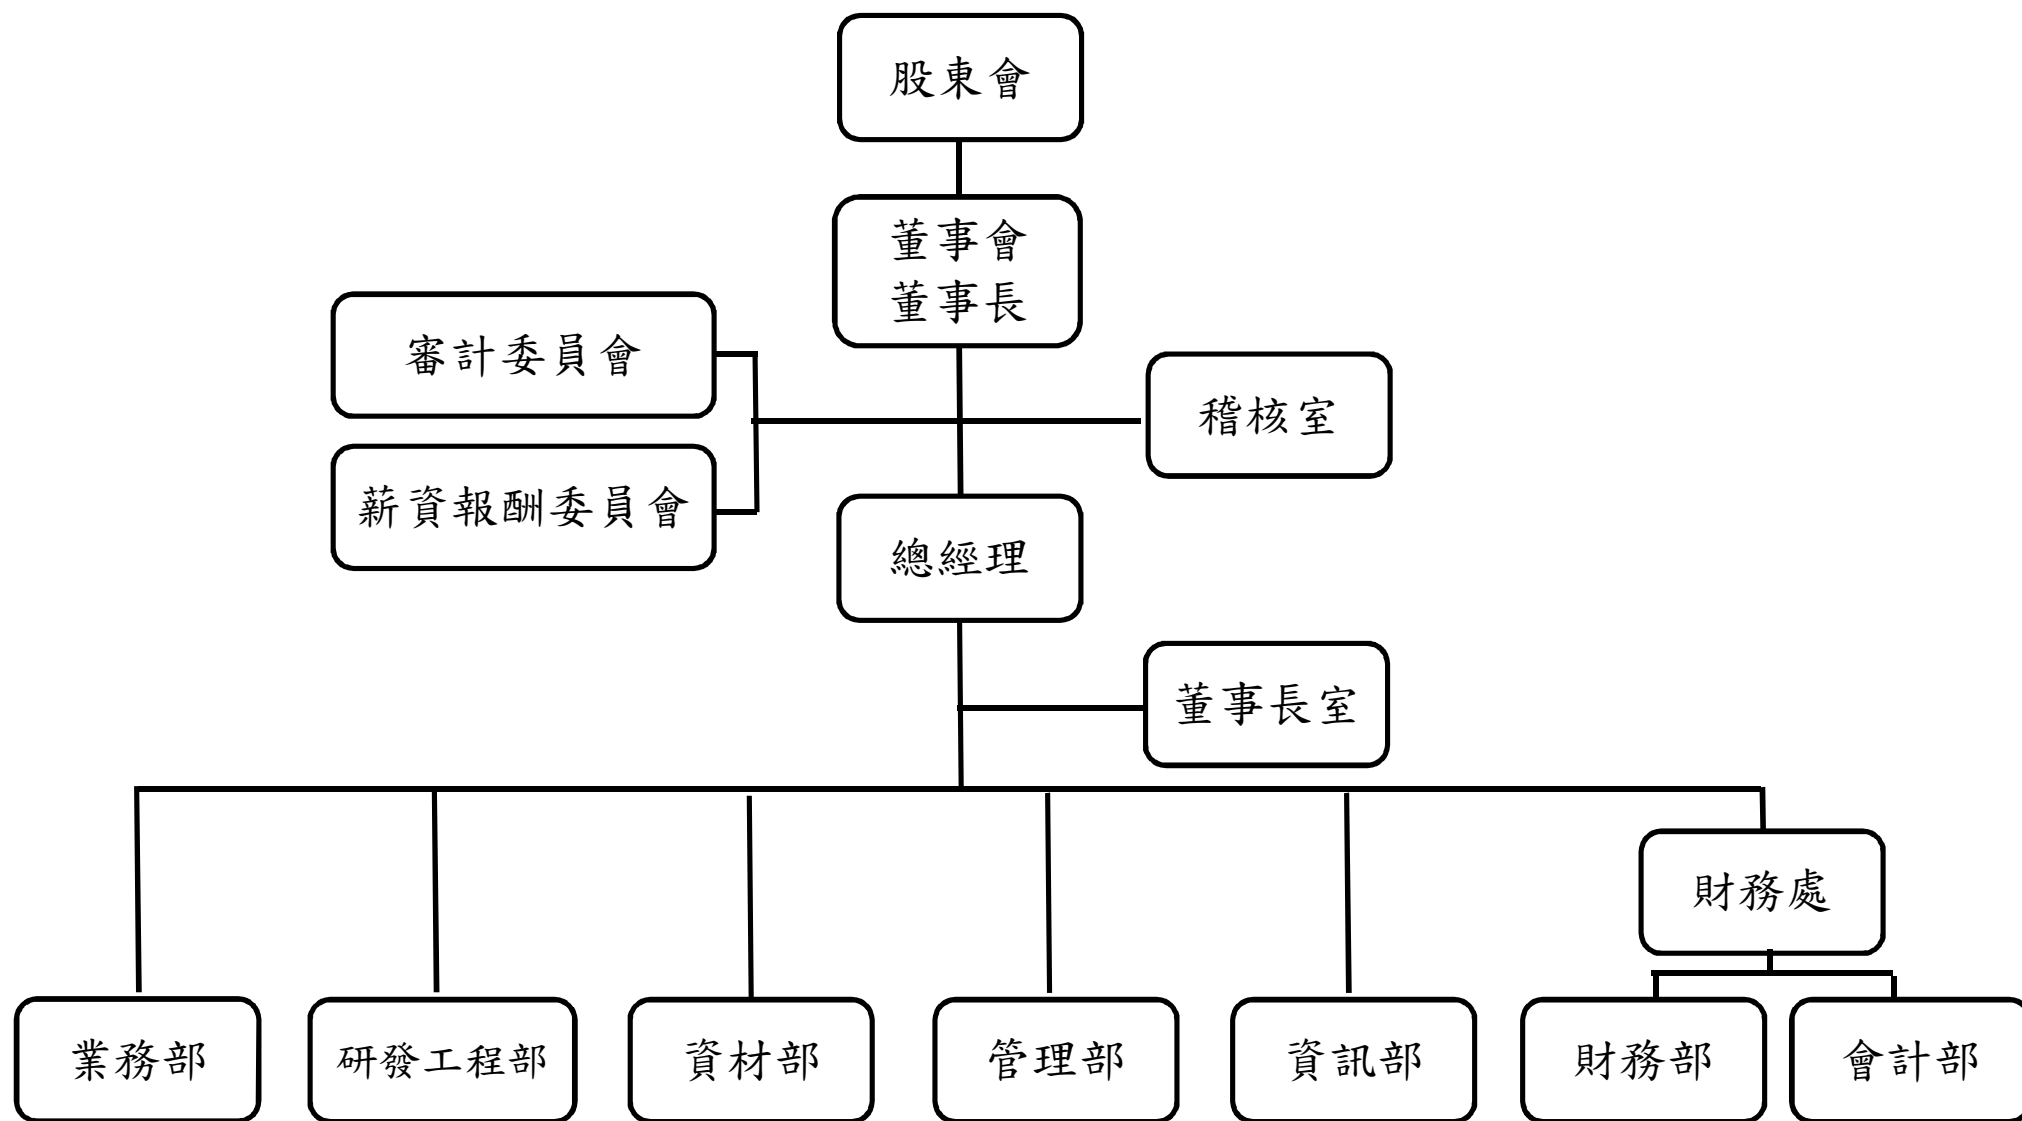 股東會
董事會
董事長
審計委員會
稽核室
薪資報酬委員會
總經理
董事長室
財務處
業務部
研發工程部
資材部
管理部
資訊部
財務部
會計部